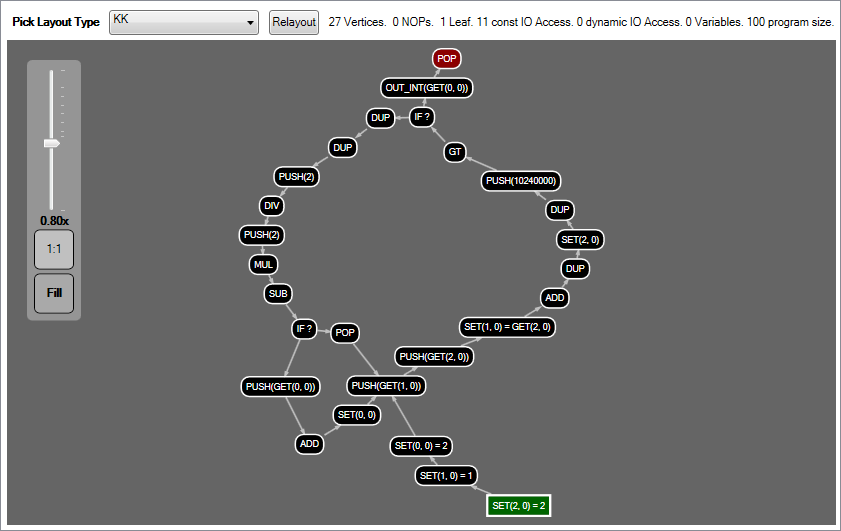 Pick Layout Type KK Relayout 27 Vertices. 0 NOPs. 1 Leaf. 11 const IO Access. 0 dynamic IO Access. 0 Variables. 100 program size.
POP
OUT_INT(GET(0, 0))
DUP IF ?
DUP GT
PUSH(2) PUSH(10240000)
DIV DUP
0.80x
PUSH(2) SET(2, 0)
1:1
MUL DUP
Fill
SUB ADD
IF ? POP SET(1, 0) = GET(2, 0)
PUSH(GET(2, 0))
PUSH(GET(0, 0)) PUSH(GET(1, 0))
SET(0, 0)
ADD SET(0, 0) = 2
SET(1, 0) = 1
SET(2, 0) = 2